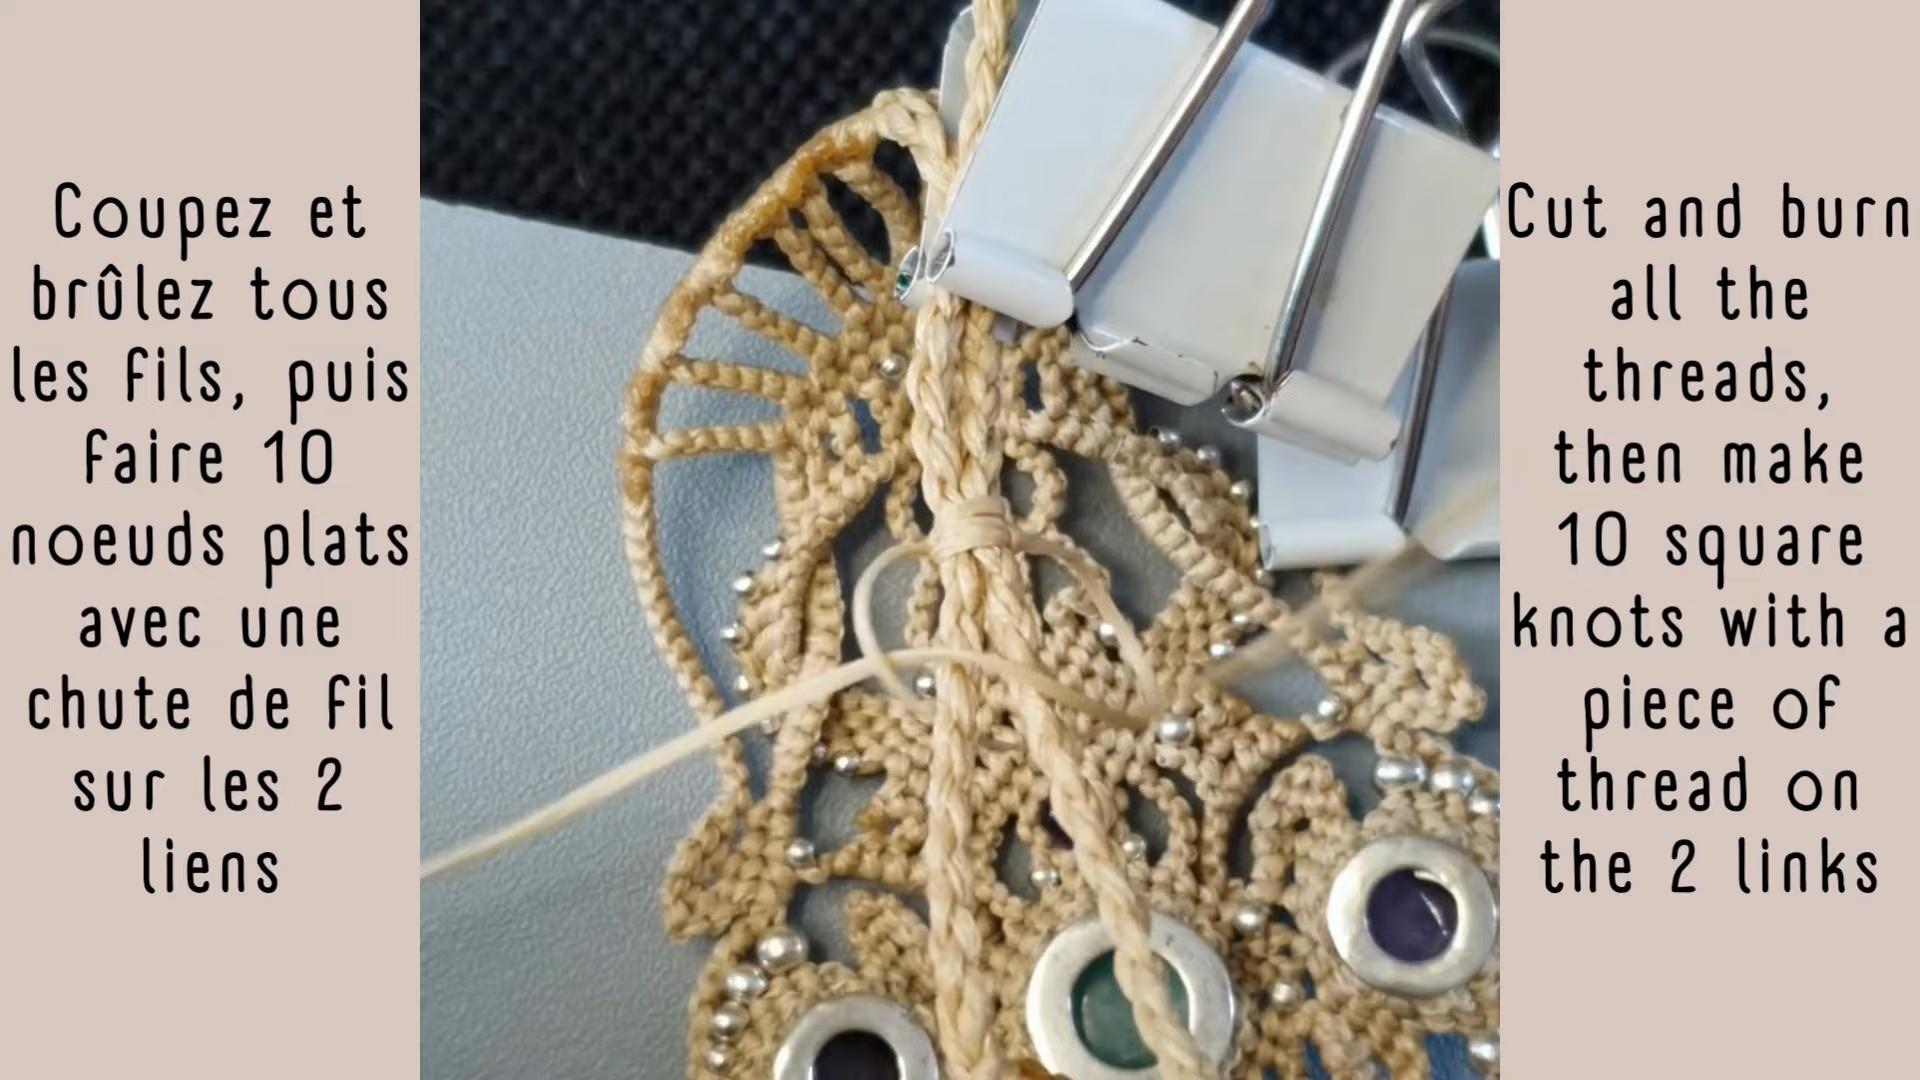 Coupez et
brûlez tous
les fils, puis
faire 10
noeuds plats
avec une
chute de fil
sur les 2
liens
Cut and burn
all the
threads,
then make
10 square
knots with a
piece of
thread on
the 2 links